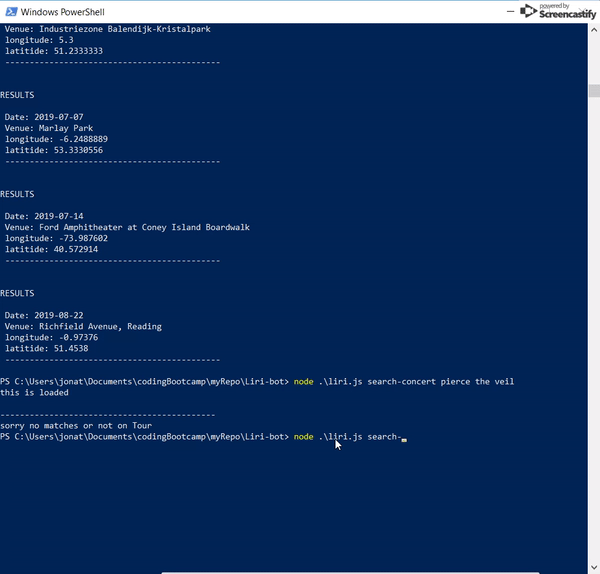 Windows PowerShell
powered by
Screencastify
Venue: Industriezone Balendijk-Kristalpark
longitude: 5.3
latitide: 51.2333333
--------------------------------------------
RESULTS
Date: 2019-07-07
Venue: Marlay Park
longitude: -6.2488889
latitide: 53.3330556
--------------------------------------------
RESULTS
Date: 2019-07-14
Venue: Ford Amphitheater at Coney Island Boardwalk
longitude: -73.987602
latitide: 40.572914
--------------------------------------------
RESULTS
Date: 2019-08-22
Venue: Richfield Avenue, Reading
longitude: -0.97376
latitide: 51.4538
--------------------------------------------
PS C:\Users\jonat\Documents\codingBootcamp\myRepo\Liri-bot> node .\liri.js search-concert pierce the veil
this is loaded
--------------------------------------------
sorry no matches or not on Tour
PS C:\Users\jonat\Documents\codingBootcamp\myRepo\Liri-bot> node .\liri.js search-_